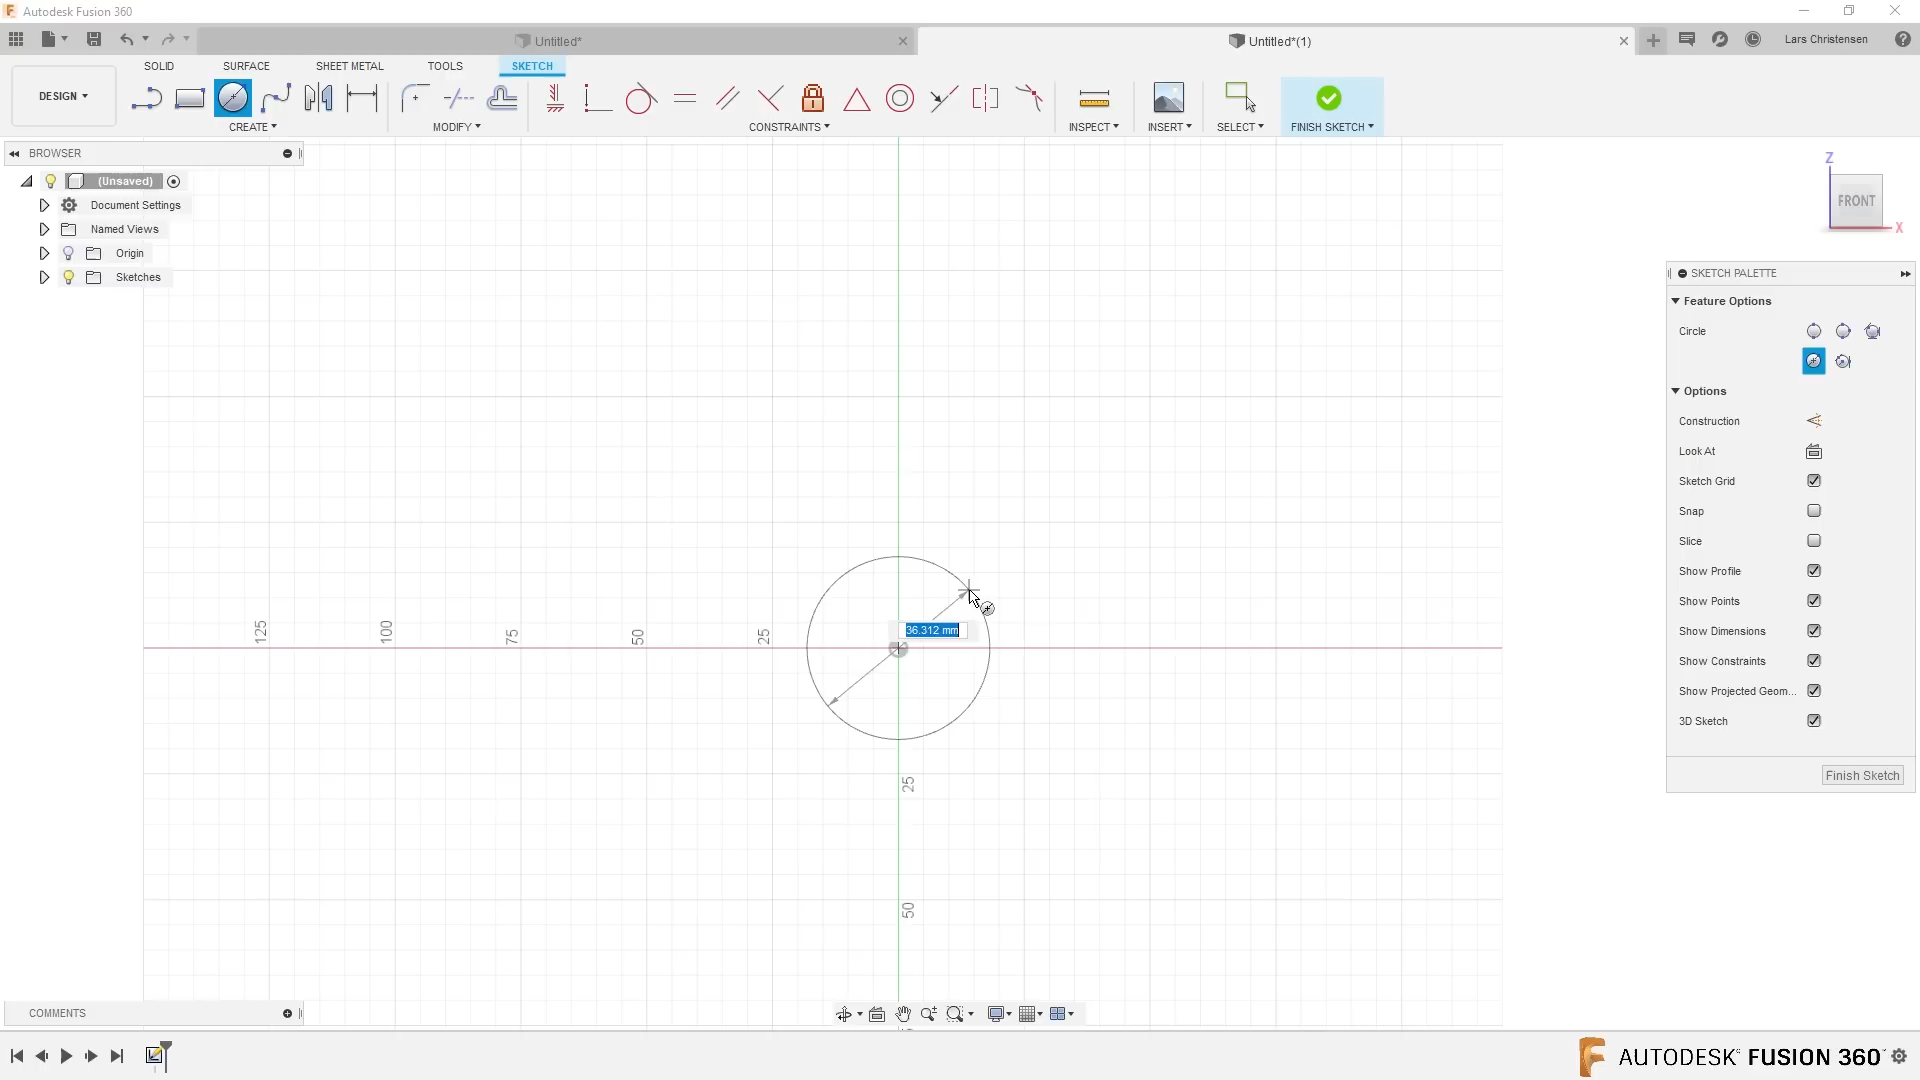 Autodesk Fusion 360
Untitled*
Untitled*(1)
Lars Christensen
DESIGN
SOLID
SURFACE
SHEET METAL
TOOLS
SKETCH
CREATE
MODIFY
CONSTRAINTS
INSPECT
INSERT
SELECT
FINISH SKETCH
BROWSER
(Unsaved)
Document Settings
Named Views
Origin
Sketches
Z
FRONT
X
SKETCH PALETTE
Feature Options
Circle
Options
Construction
Look At
Sketch Grid
Snap
Slice
Show Profile
Show Points
Show Dimensions
Show Constraints
Show Projected Geom...
3D Sketch
Finish Sketch
125
100
75
50
25
36.312 mm
25
50
COMMENTS
AUTODESK FUSION 360